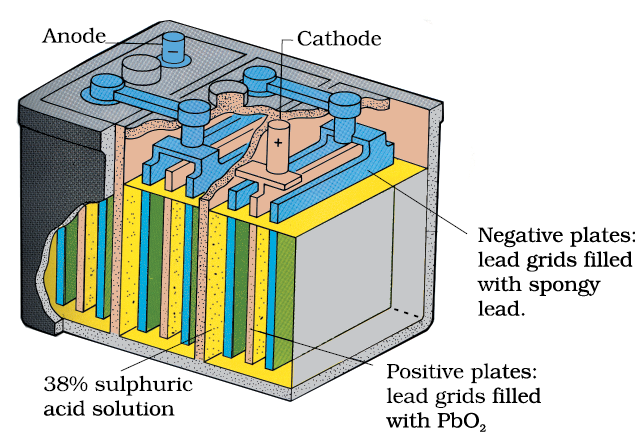 Anode
Cathode
−
+
Negative plates:
lead grids filled
with spongy
lead.
38% sulphuric
acid solution
Positive plates:
lead grids filled
with PbO₂